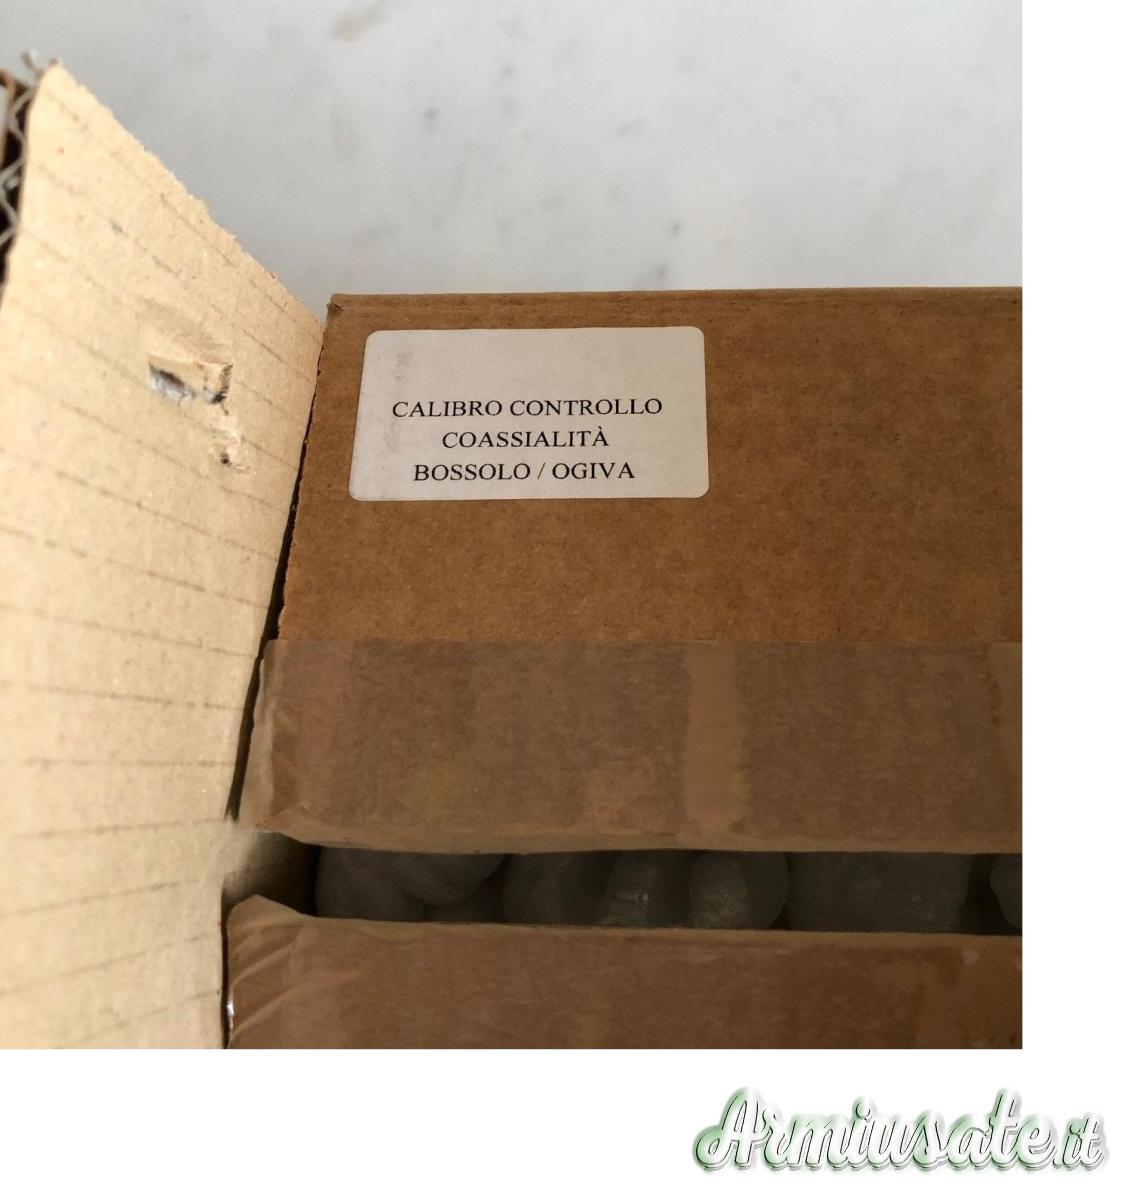 CALIBRO CONTROLLO
COASSIALITÀ
BOSSOLO / OGIVA
Armiusate.it